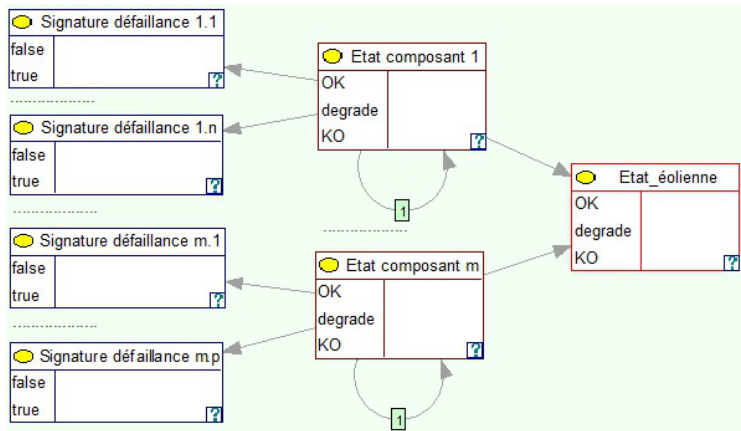 Signature défaillance 1.1
false
true
Signature défaillance 1.n
false
true
Signature défaillance m.1
false
true
Signature défaillance m.p
false
true
Etat composant 1
OK
degrade
KO
1
Etat composant m
OK
degrade
KO
1
Etat_éolienne
OK
degrade
KO
?
?
?
?
?
?
?